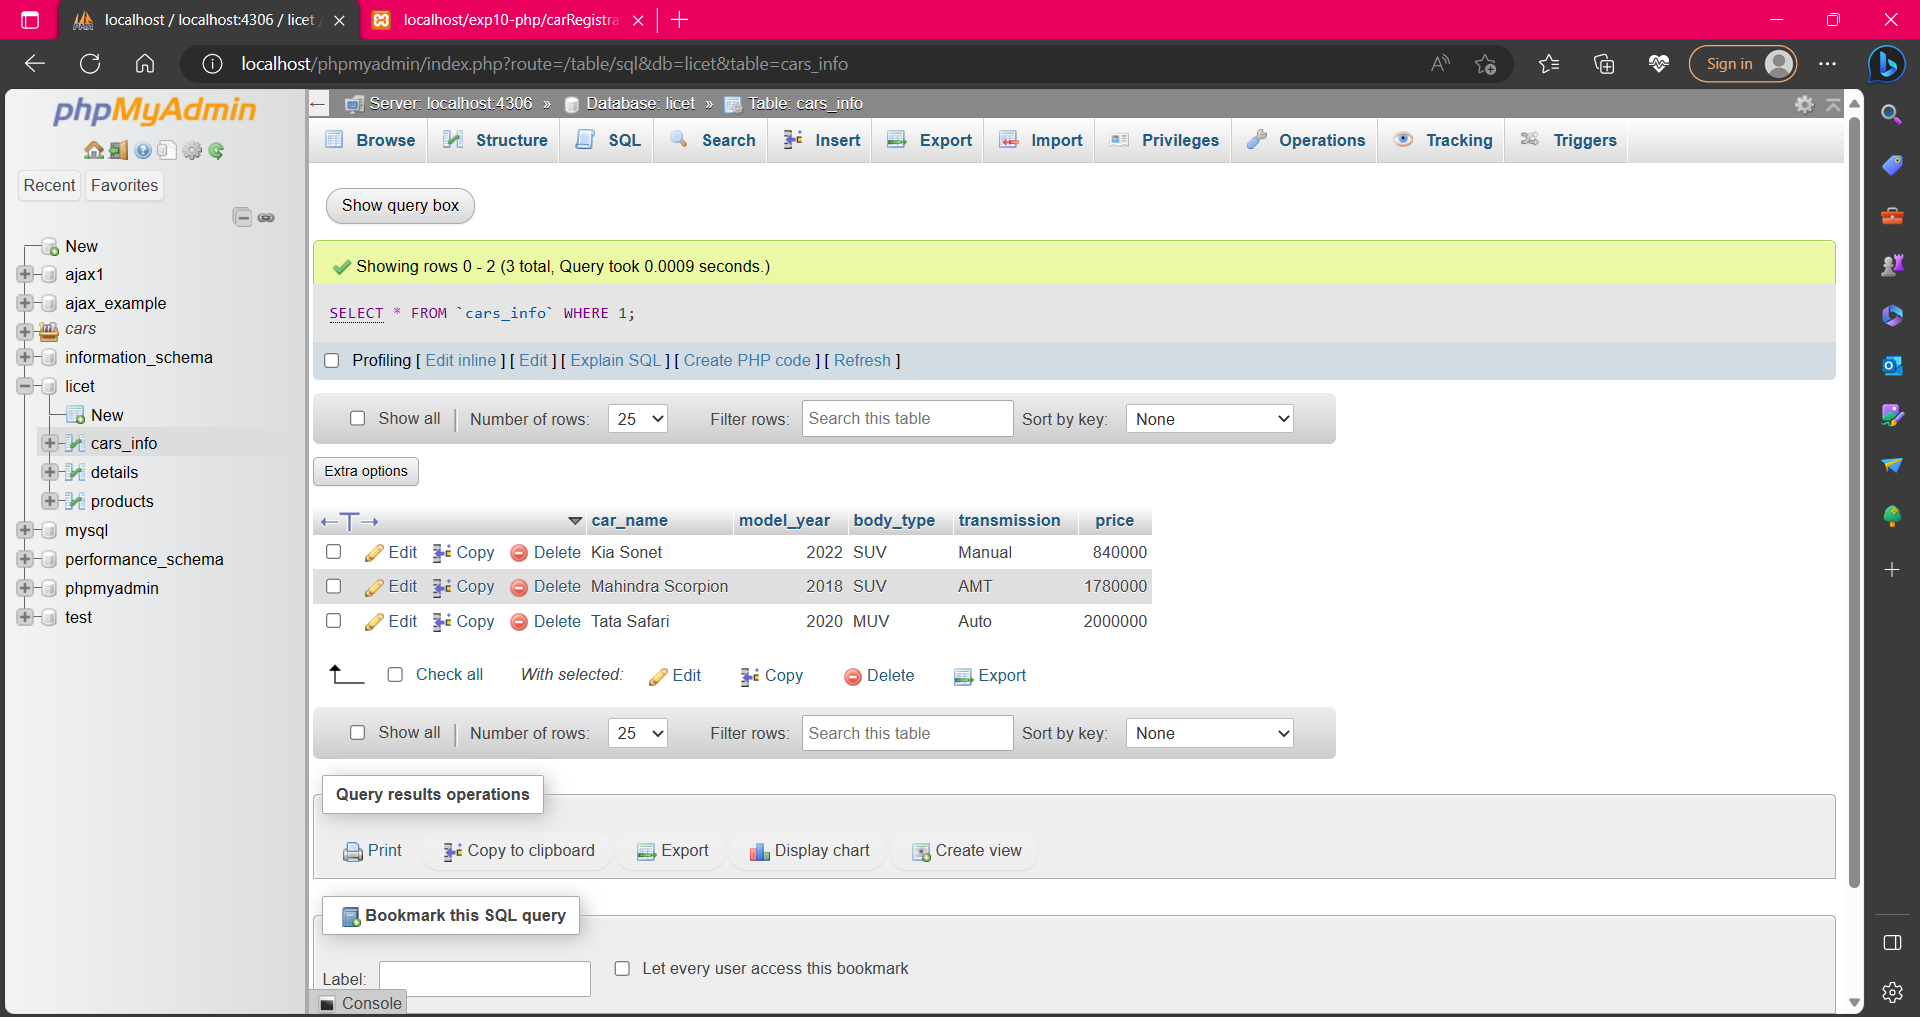 localhost / localhost:4306 / licet /
localhost/exp10-php/carRegistra
localhost/phpmyadmin/index.php?route=/table/sql&db=licet&table=cars_info
Sign in
phpMyAdmin
Recent
Favorites
New
ajax1
ajax_example
cars
information_schema
licet
New
cars_info
details
products
mysql
performance_schema
phpmyadmin
test
Server: localhost:4306 » Database: licet » Table: cars_info
Browse Structure SQL Search Insert Export Import Privileges Operations Tracking Triggers
Show query box
Showing rows 0 - 2 (3 total, Query took 0.0009 seconds.)
SELECT * FROM `cars_info` WHERE 1;
Profiling [ Edit inline ] [ Edit ] [ Explain SQL ] [ Create PHP code ] [ Refresh ]
Show all Number of rows: 25 Filter rows: Search this table Sort by key: None
Extra options
←T→ car_name model_year body_type transmission price
Edit Copy Delete Kia Sonet 2022 SUV Manual 840000
Edit Copy Delete Mahindra Scorpion 2018 SUV AMT 1780000
Edit Copy Delete Tata Safari 2020 MUV Auto 2000000
Check all With selected: Edit Copy Delete Export
Show all Number of rows: 25 Filter rows: Search this table Sort by key: None
Query results operations
Print Copy to clipboard Export Display chart Create view
Bookmark this SQL query
Label: Let every user access this bookmark
Console